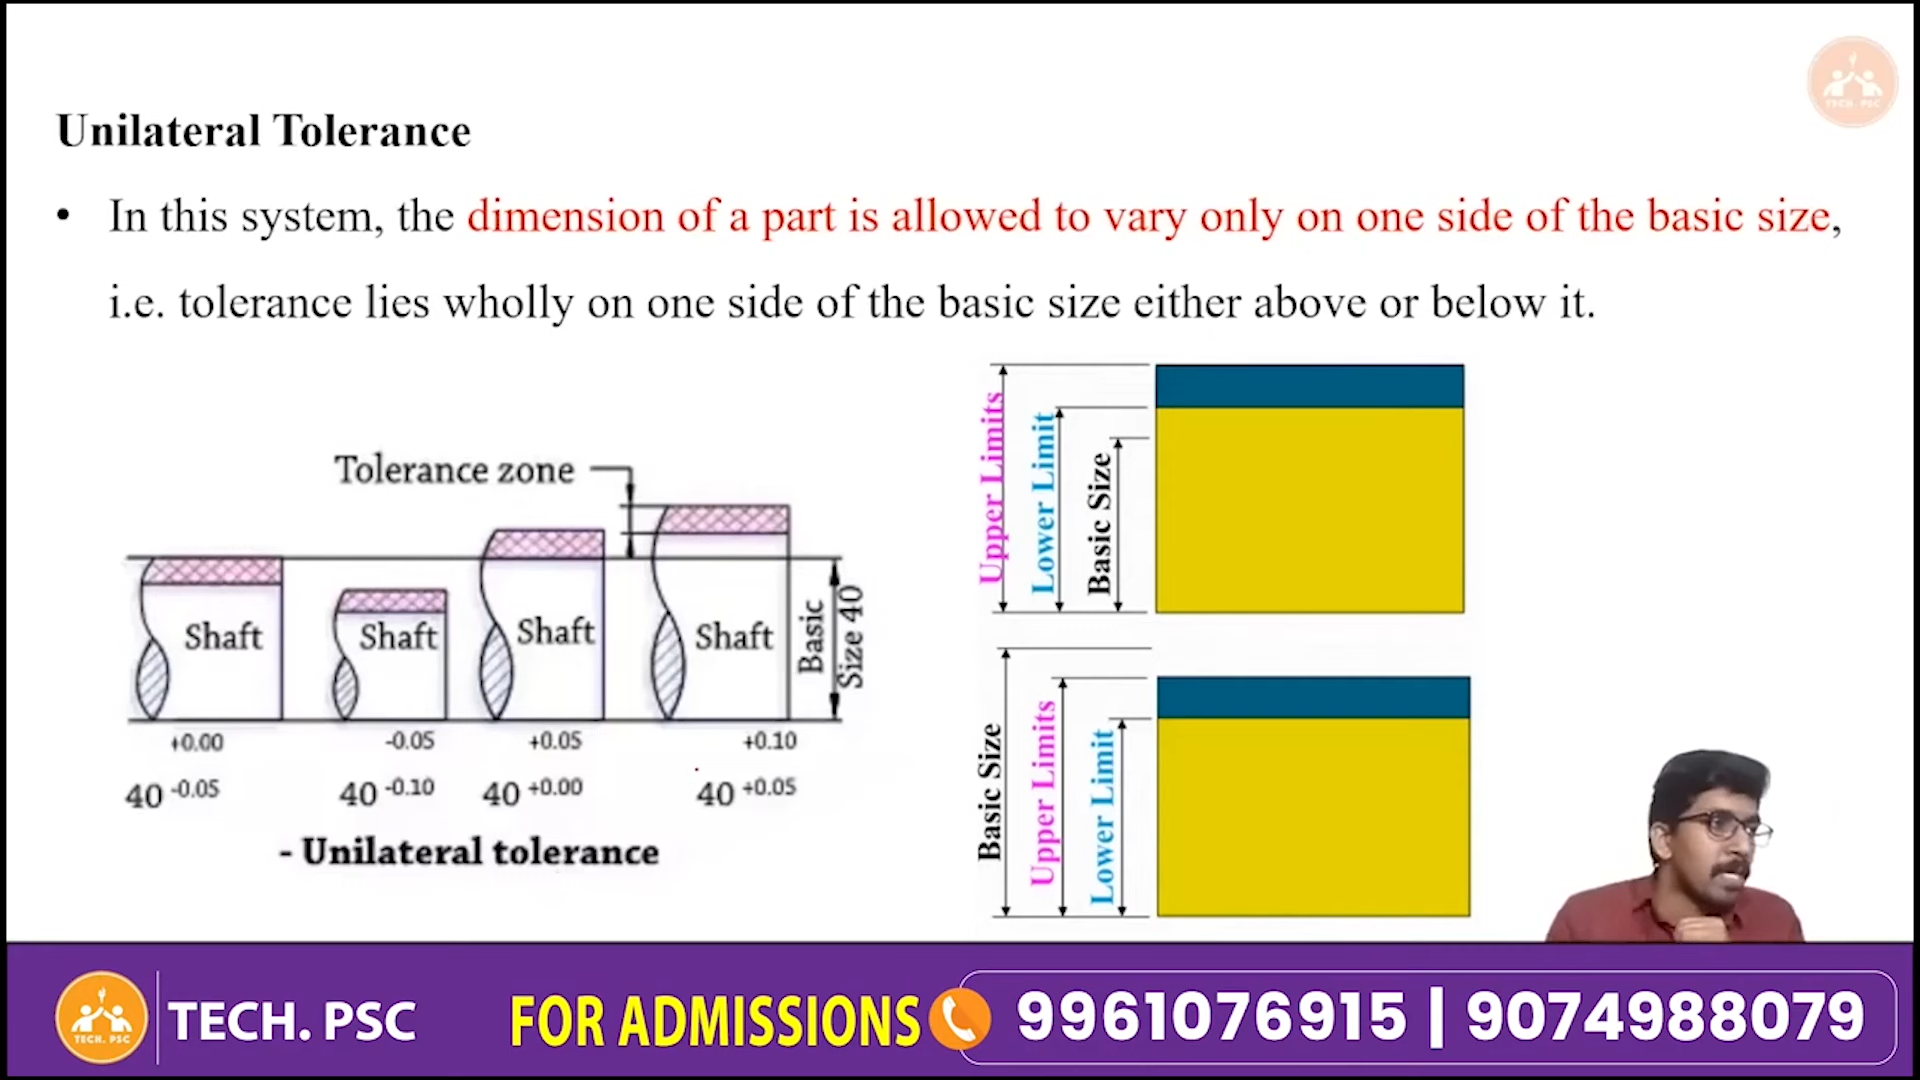 TECH. PSC
Unilateral Tolerance
• In this system, the dimension of a part is allowed to vary only on one side of the basic size,
i.e. tolerance lies wholly on one side of the basic size either above or below it.
Tolerance zone
Shaft
Shaft
Shaft
Shaft
Basic
Size 40
+0.00
-0.05
+0.05
+0.10
40 -0.05
40 -0.10
40 +0.00
40 +0.05
- Unilateral tolerance
Upper Limits
Lower Limit
Basic Size
Basic Size
Upper Limits
Lower Limit
TECH. PSC
TECH. PSC
FOR ADMISSIONS
9961076915 | 9074988079